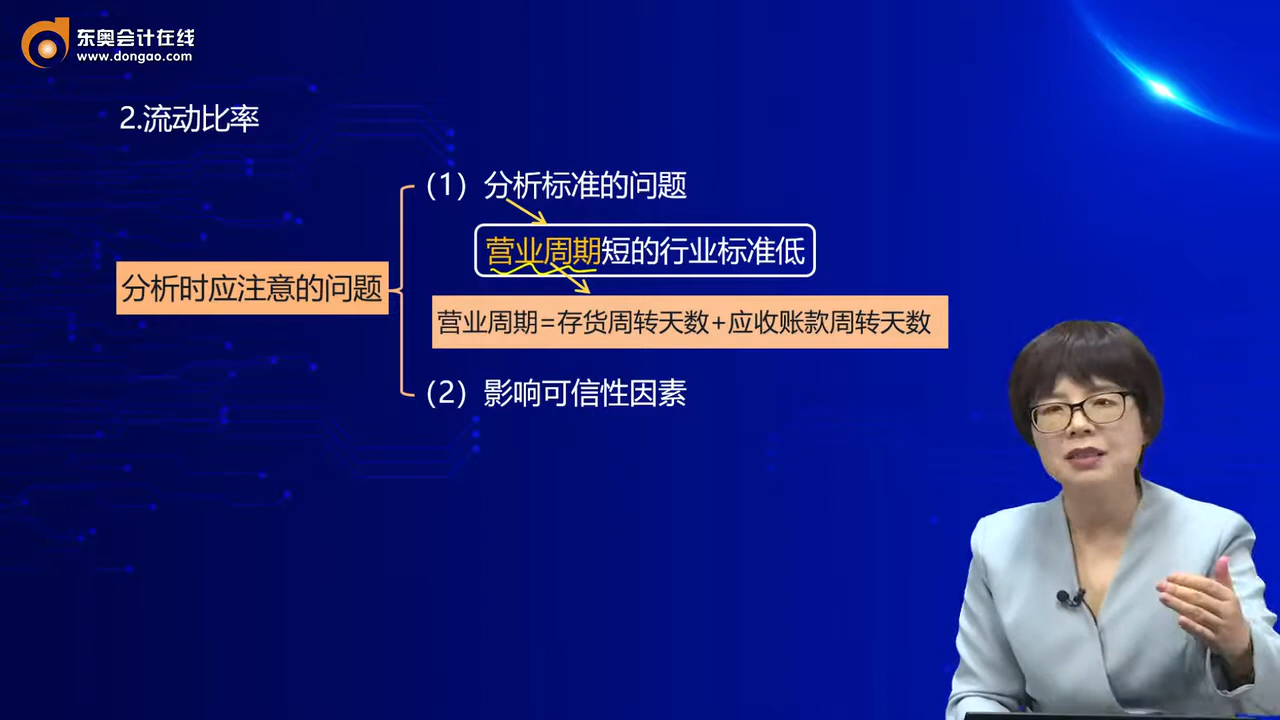 东奥会计在线
www.dongao.com
2.流动比率
（1）分析标准的问题
营业周期短的行业标准低
分析时应注意的问题
营业周期=存货周转天数+应收账款周转天数
（2）影响可信性因素